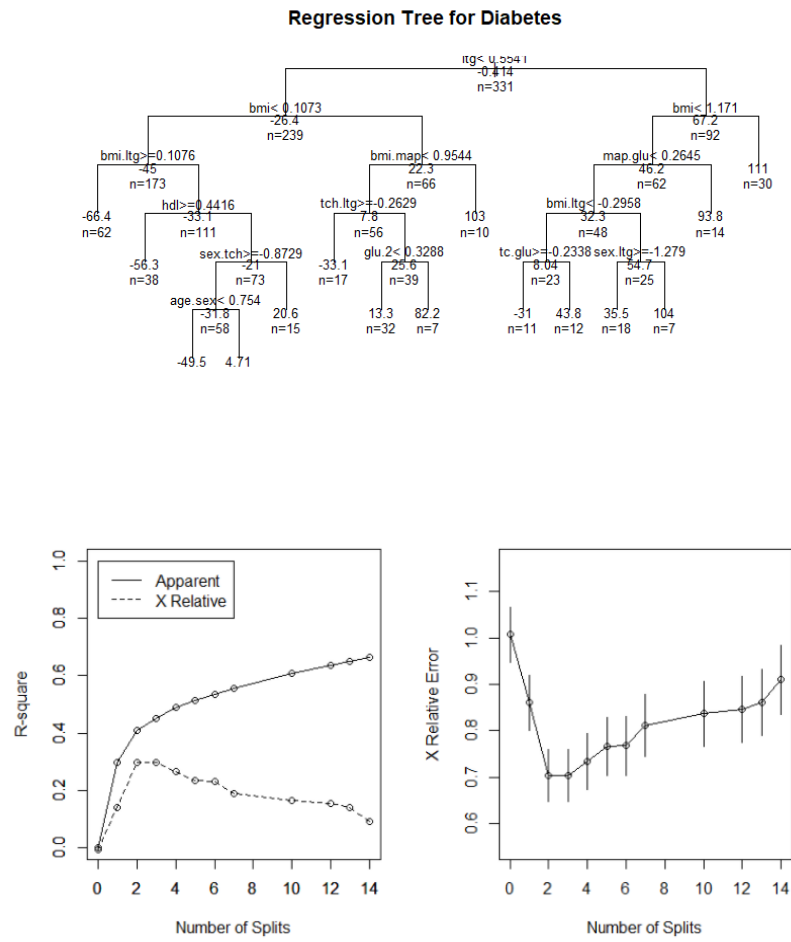 Regression Tree for Diabetes
ltg< 0.5541
-0.414
n=331
bmi< 0.1073
bmi< 1.171
-26.4
67.2
n=239
n=92
bmi.ltg>=0.1076
bmi.map< 0.9544
map.glu< 0.2645
-45
22.3
46.2
111
n=173
n=66
n=62
n=30
hdl>=0.4416
tch.ltg>=-0.2629
bmi.ltg< -0.2958
-66.4
-33.1
7.8
103
32.3
93.8
n=62
n=111
n=56
n=10
n=48
n=14
sex.tch>=-0.8729
glu.2< 0.3288
tc.glu>=-0.2338
sex.ltg>=-1.279
-56.3
-21
-33.1
25.6
8.04
54.7
n=38
n=73
n=17
n=39
n=23
n=25
age.sex< 0.754
-31.8
20.6
13.3
82.2
-31
43.8
35.5
104
n=58
n=15
n=32
n=7
n=11
n=12
n=18
n=7
-49.5
4.71
R-square
0.0
0.2
0.4
0.6
0.8
1.0
Apparent
X Relative
0 2 4 6 8 10 12 14
Number of Splits
X Relative Error
0.6
0.7
0.8
0.9
1.0
1.1
0 2 4 6 8 10 12 14
Number of Splits